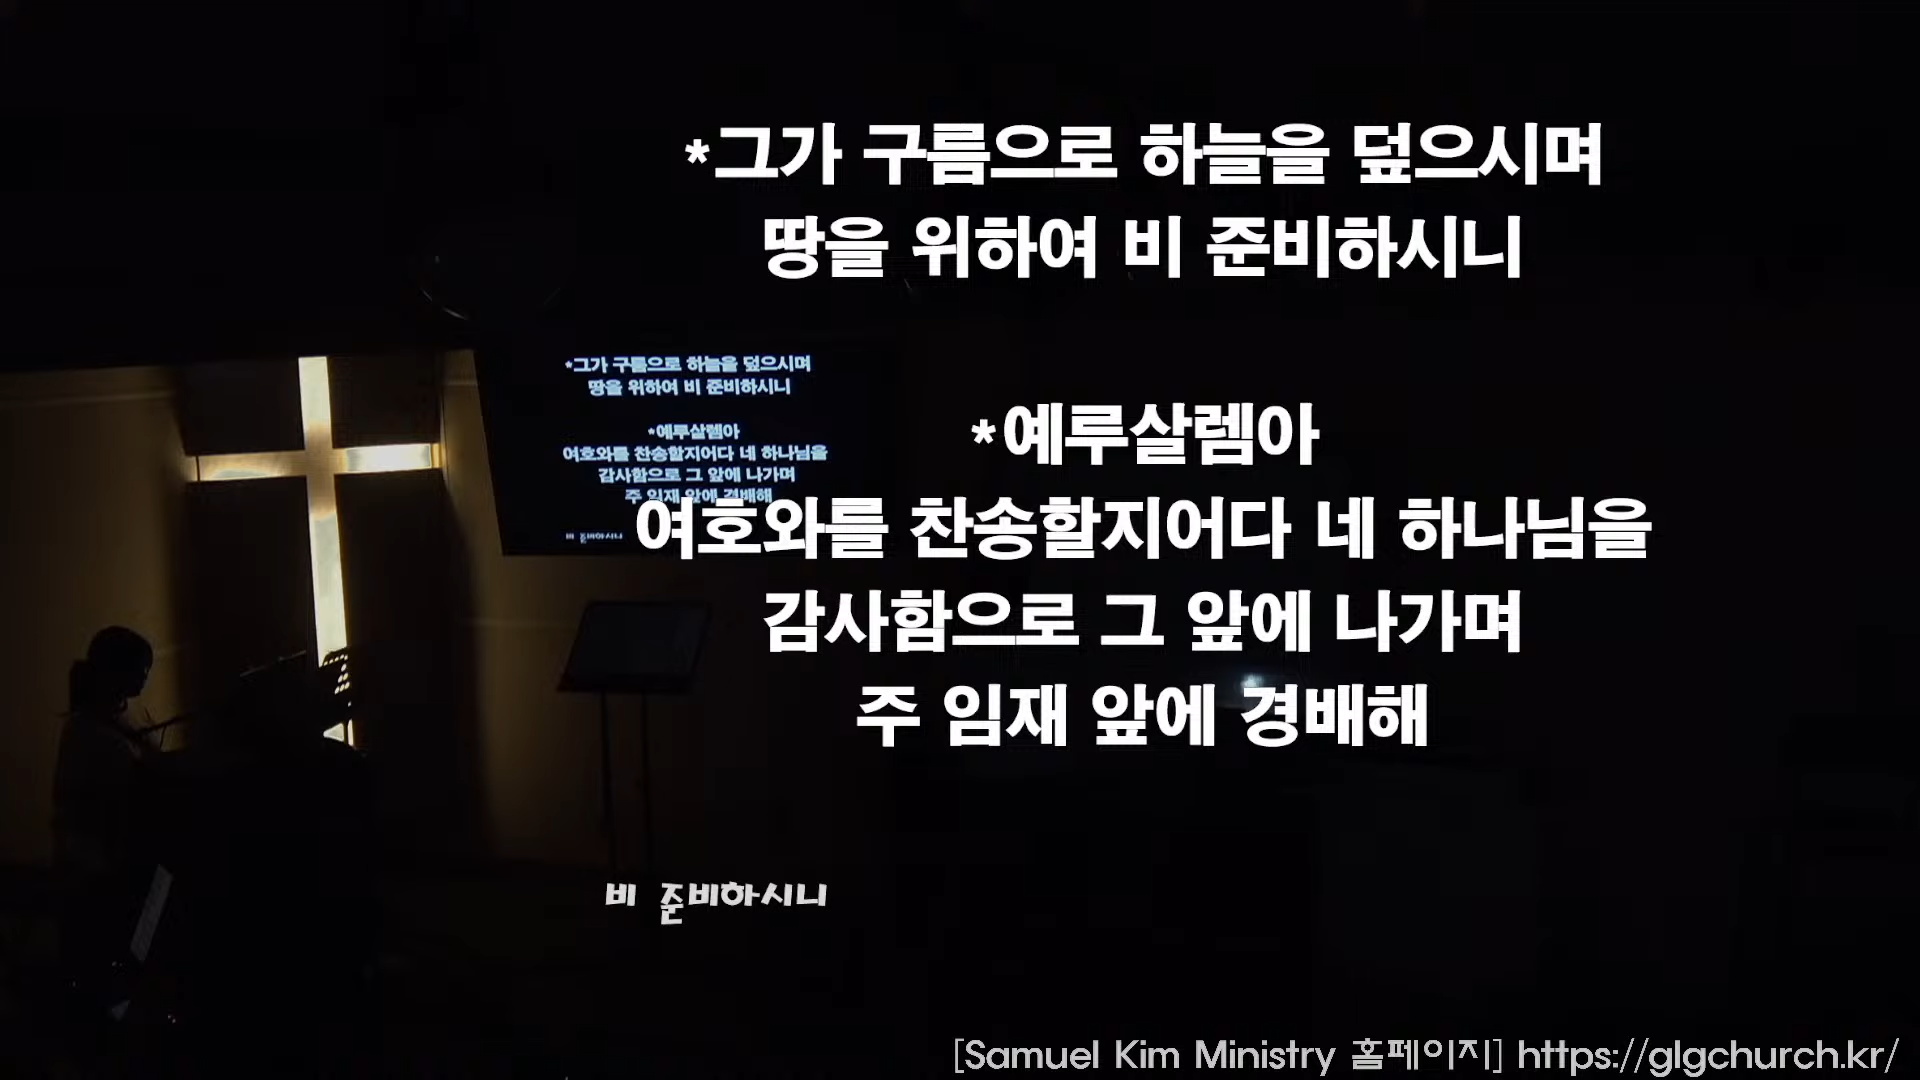 *그가 구름으로 하늘을 덮으시며
땅을 위하여 비 준비하시니
*예루살렘아
여호와를 찬송할지어다 네 하나님을
감사함으로 그 앞에 나가며
주 임재 앞에 경배해
비 준비하시니
*그가 구름으로 하늘을 덮으시며
땅을 위하여 비 준비하시니
*예루살렘아
여호와를 찬송할지어다 네 하나님을
감사함으로 그 앞에 나가며
주 임재 앞에 경배해
비 준비하시니
[Samuel Kim Ministry 홈페이지] https://glgchurch.kr/